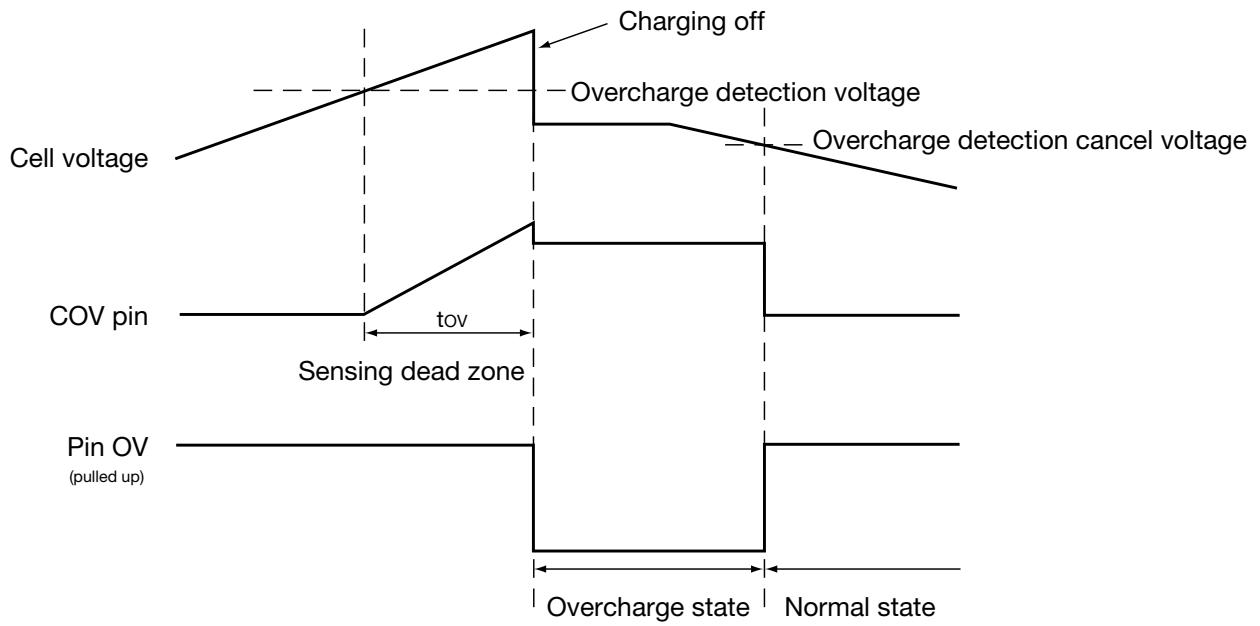 Charging off
Overcharge detection voltage
Overcharge detection cancel voltage
Cell voltage
COV pin
tOV
Sensing dead zone
Pin OV
(pulled up)
Overcharge state
Normal state